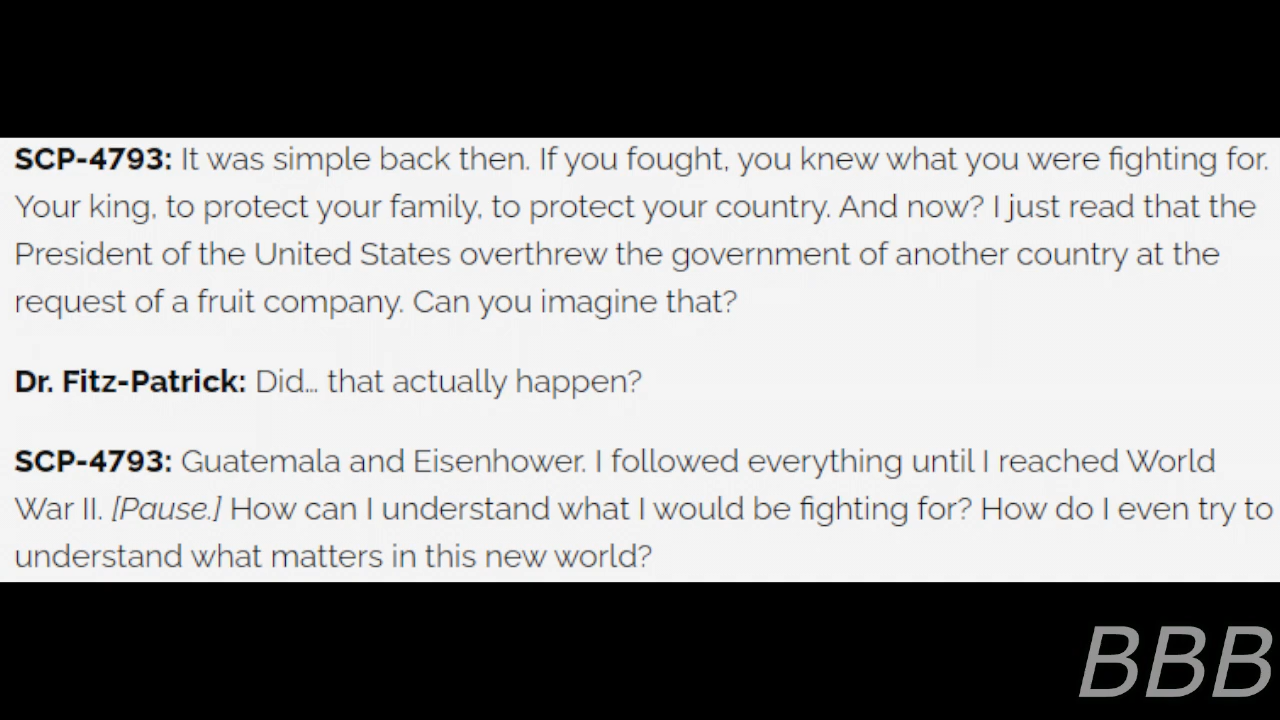 SCP-4793: It was simple back then. If you fought, you knew what you were fighting for.
Your king, to protect your family, to protect your country. And now? I just read that the
President of the United States overthrew the government of another country at the
request of a fruit company. Can you imagine that?
Dr. Fitz-Patrick: Did... that actually happen?
SCP-4793: Guatemala and Eisenhower. I followed everything until I reached World
War II. [Pause.] How can I understand what I would be fighting for? How do I even try to
understand what matters in this new world?
BBB